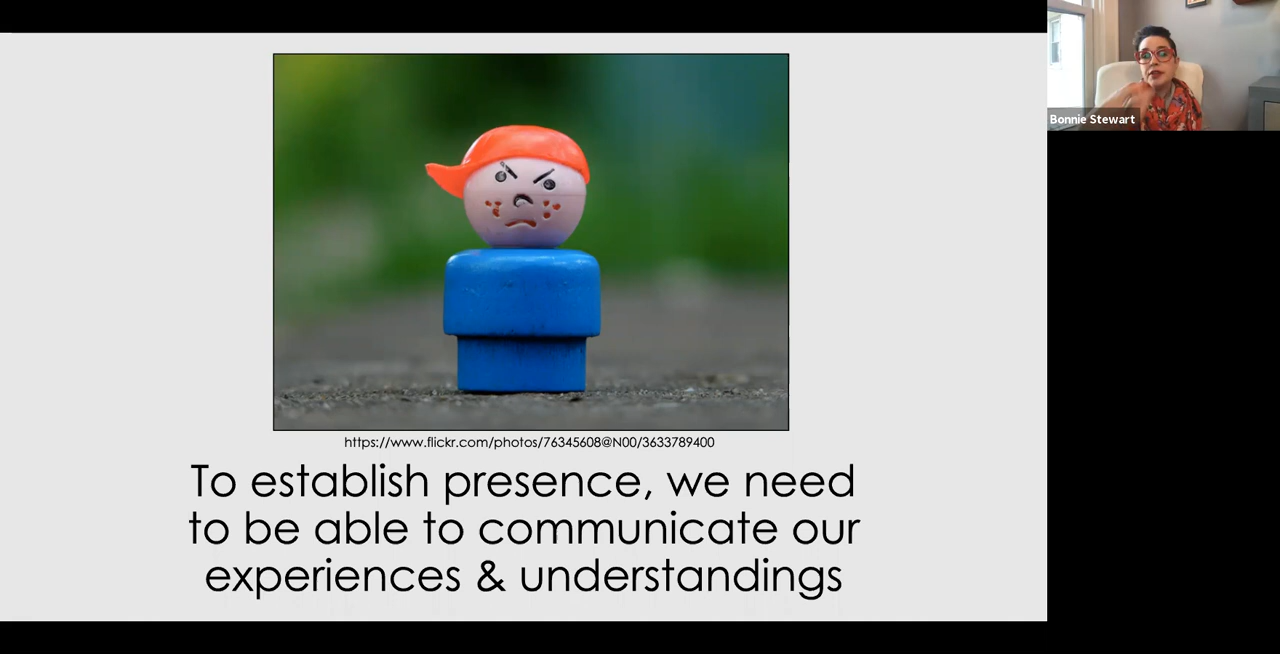 Bonnie Stewart
https://www.flickr.com/photos/76345608@N00/3633789400
To establish presence, we need
to be able to communicate our
experiences & understandings